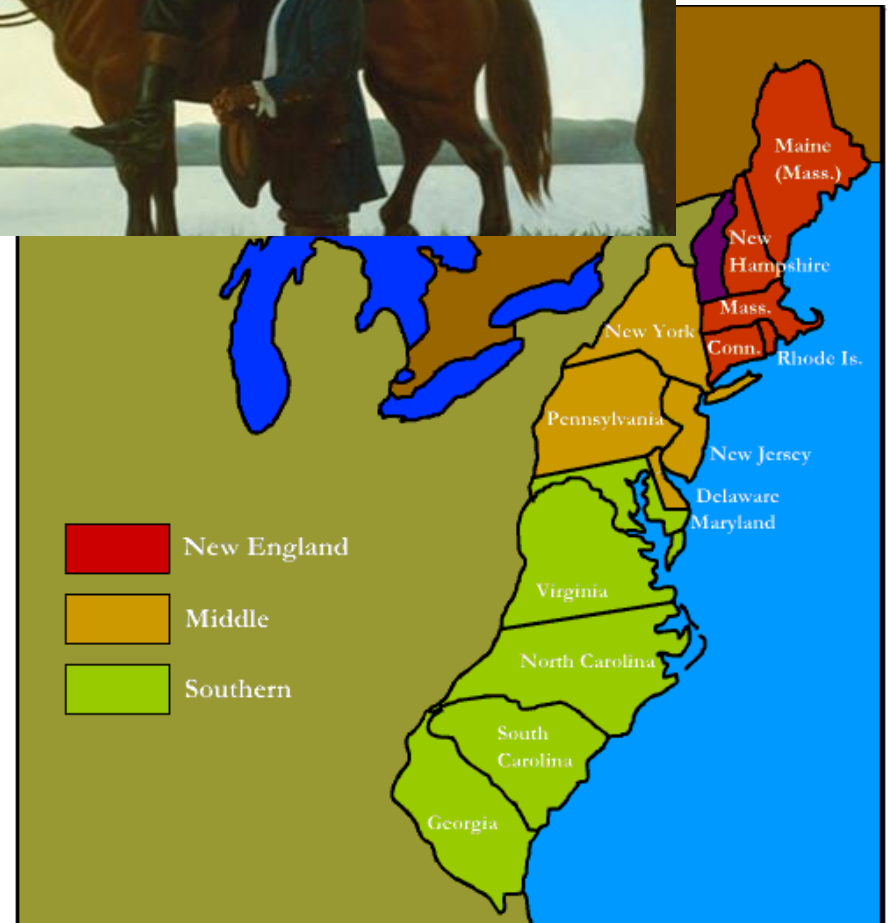 Maine
(Mass.)
New
Hampshire
Mass.
New York
Conn.
Rhode Is.
Pennsylvania
New Jersey
Delaware
Maryland
New England
Virginia
Middle
North Carolina
Southern
South
Carolina
Georgia